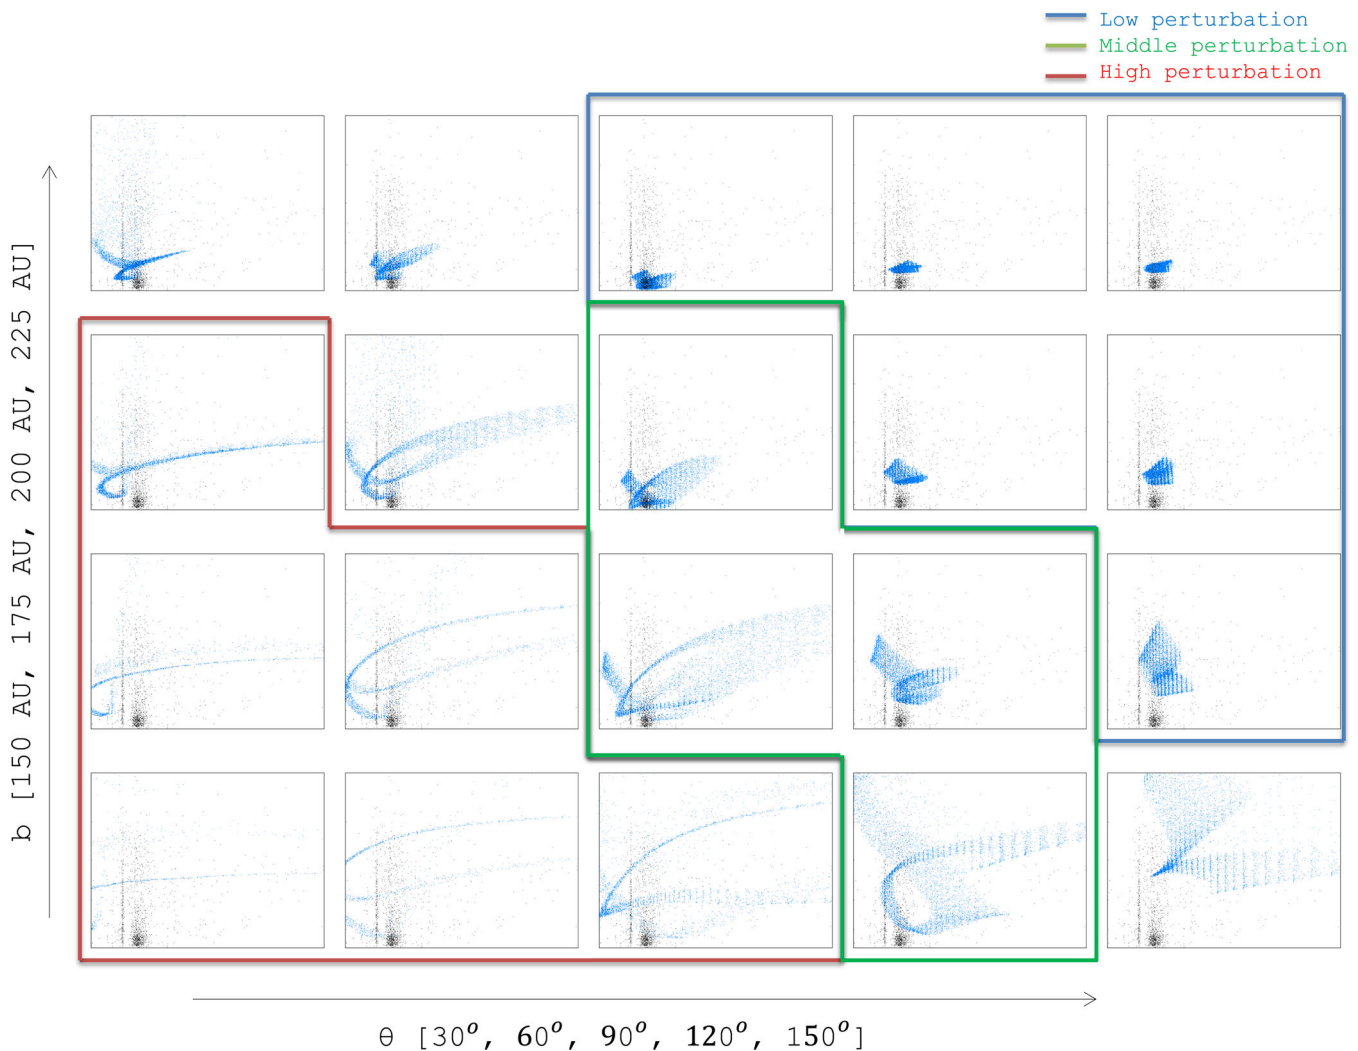 Low perturbation
Middle perturbation
High perturbation
b [150 AU, 175 AU, 200 AU, 225 AU]
θ [30°, 60°, 90°, 120°, 150°]